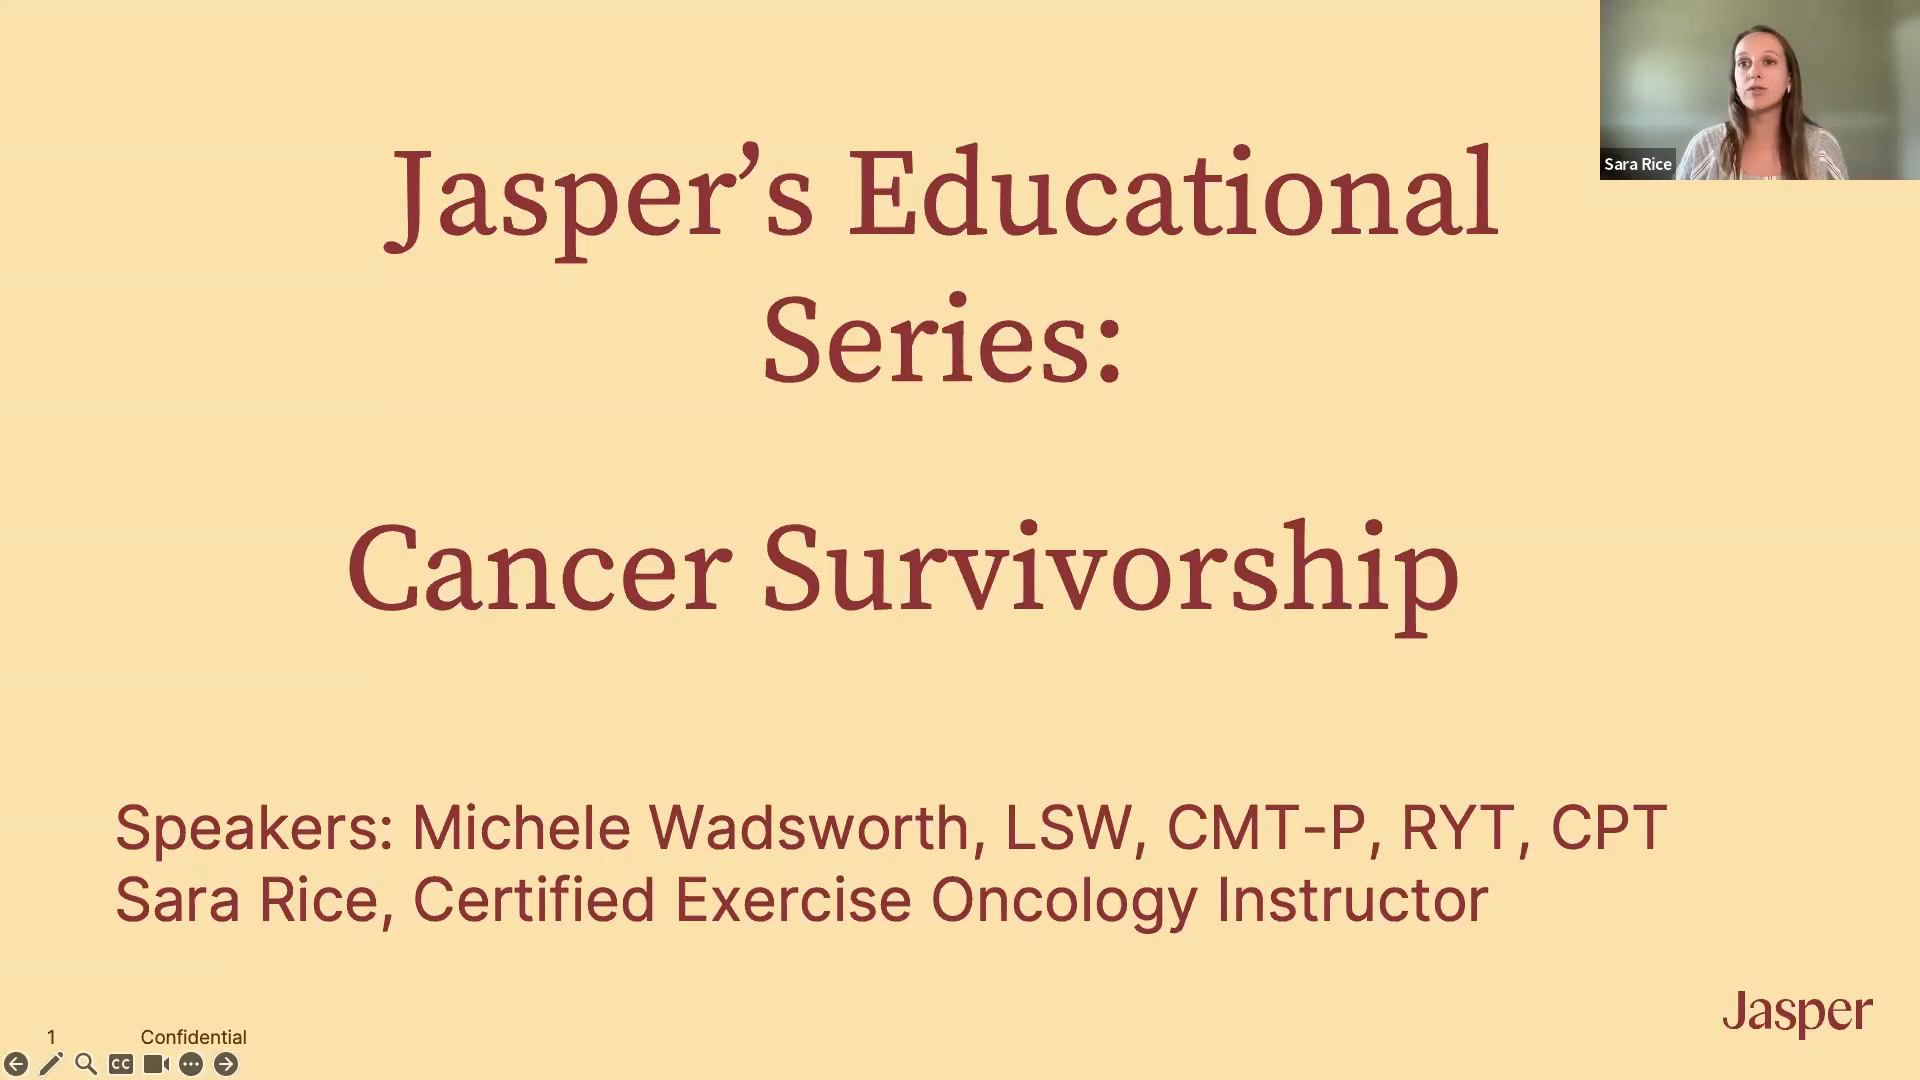 Jasper’s Educational
Series:
Cancer Survivorship
Speakers: Michele Wadsworth, LSW, CMT-P, RYT, CPT
Sara Rice, Certified Exercise Oncology Instructor
Sara Rice
Jasper
1 Confidential
CC